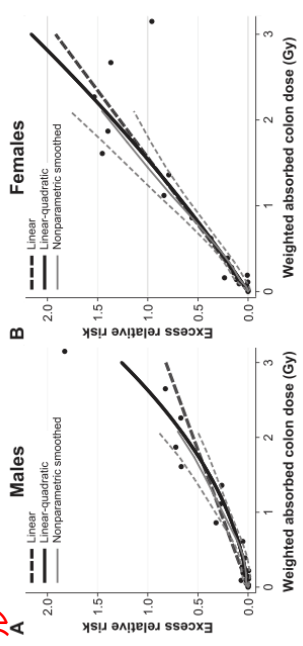 A
Males
Linear
Linear-quadratic
Nonparametric smoothed
Excess relative risk
2.0
1.5
1.0
0.5
0.0
0
1
2
3
Weighted absorbed colon dose (Gy)
B
Females
Linear
Linear-quadratic
Nonparametric smoothed
Excess relative risk
2.0
1.5
1.0
0.5
0.0
0
1
2
3
Weighted absorbed colon dose (Gy)